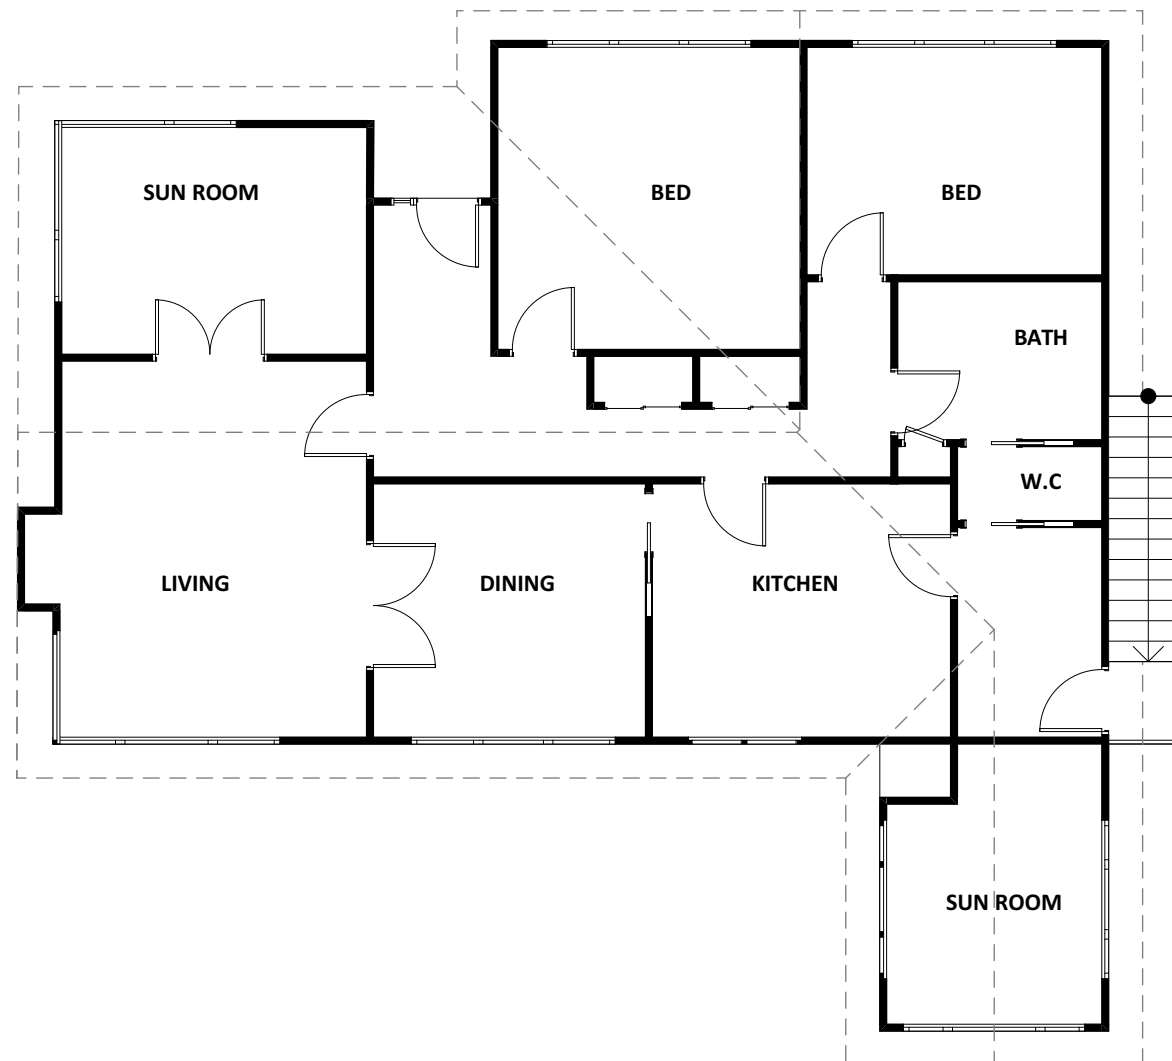 SUN ROOM
BED
BED
BATH
W.C
LIVING
DINING
KITCHEN
SUN ROOM